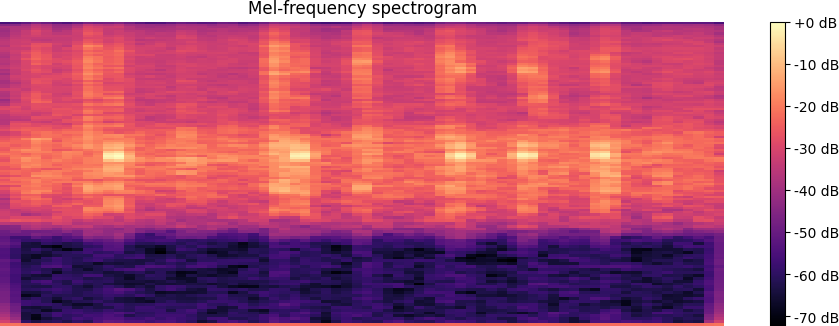 Mel-frequency spectrogram
+0 dB
-10 dB
-20 dB
-30 dB
-40 dB
-50 dB
-60 dB
-70 dB